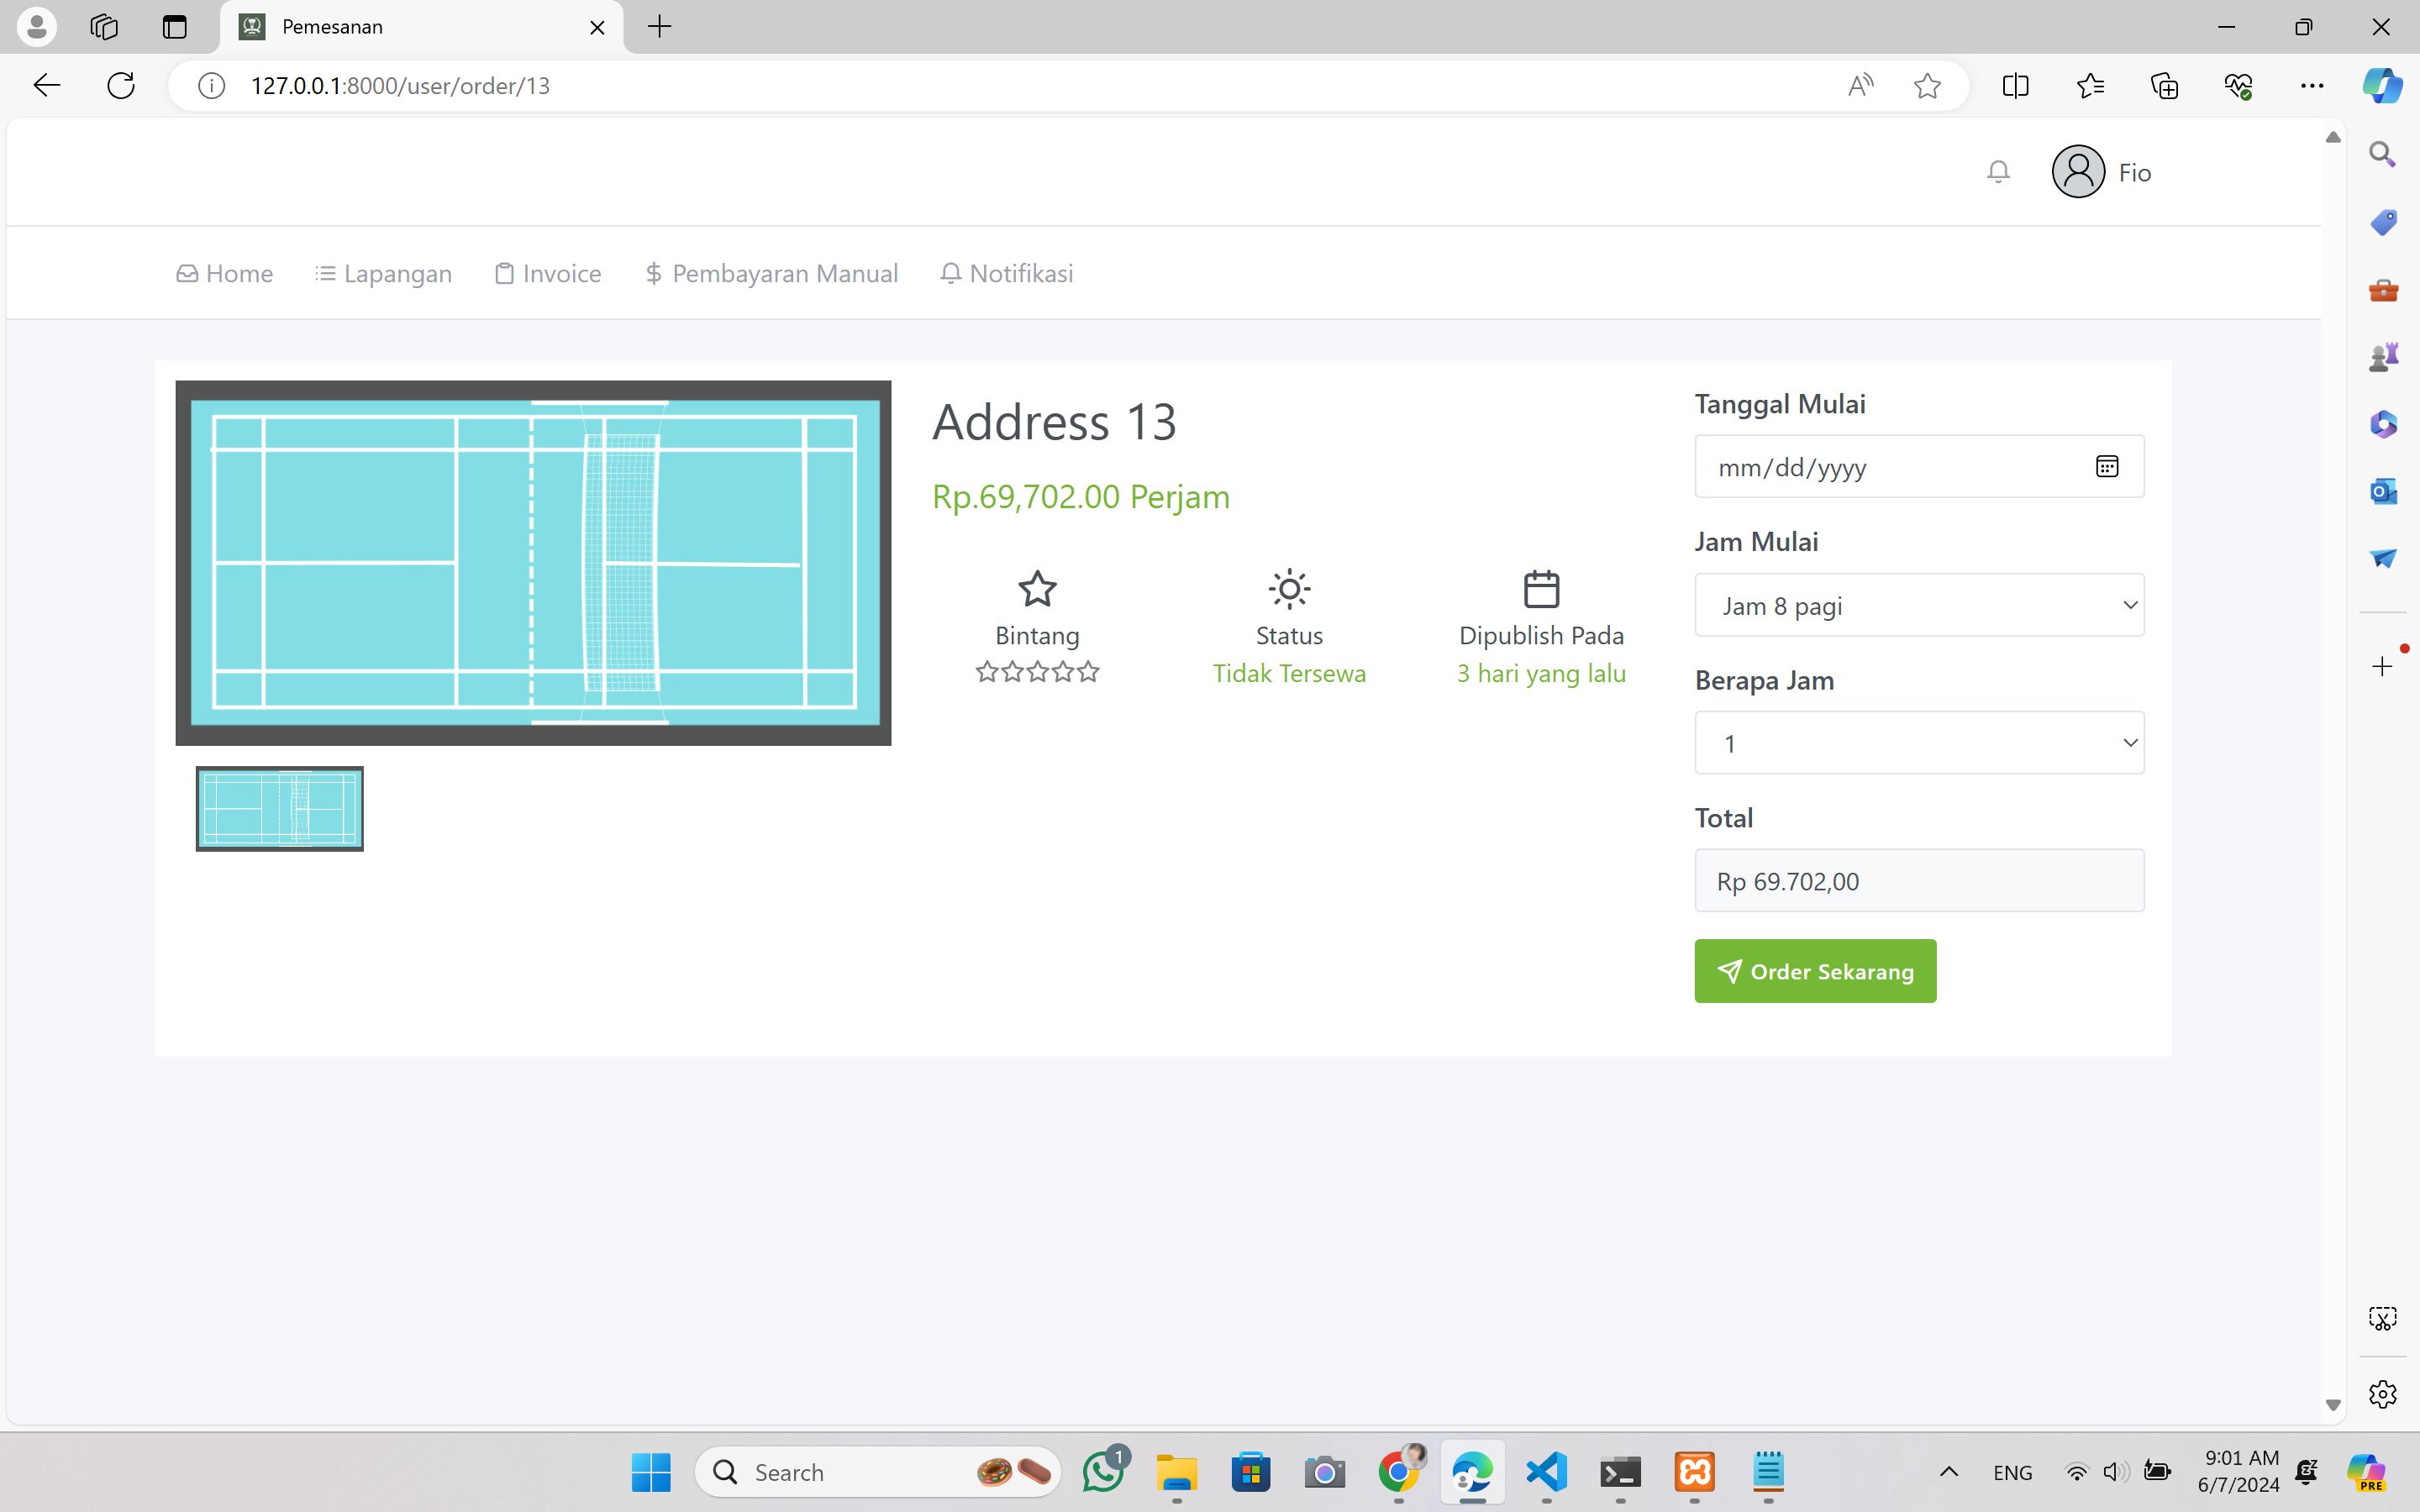 Pemesanan
127.0.0.1:8000/user/order/13
Fio
Home Lapangan Invoice Pembayaran Manual Notifikasi
Address 13
Rp.69,702.00 Perjam
Bintang Status Dipublish Pada
Tidak Tersewa 3 hari yang lalu
Tanggal Mulai
mm/dd/yyyy
Jam Mulai
Jam 8 pagi
Berapa Jam
1
Total
Rp 69.702,00
Order Sekarang
Search
1
ENG
9:01 AM
6/7/2024
PRE